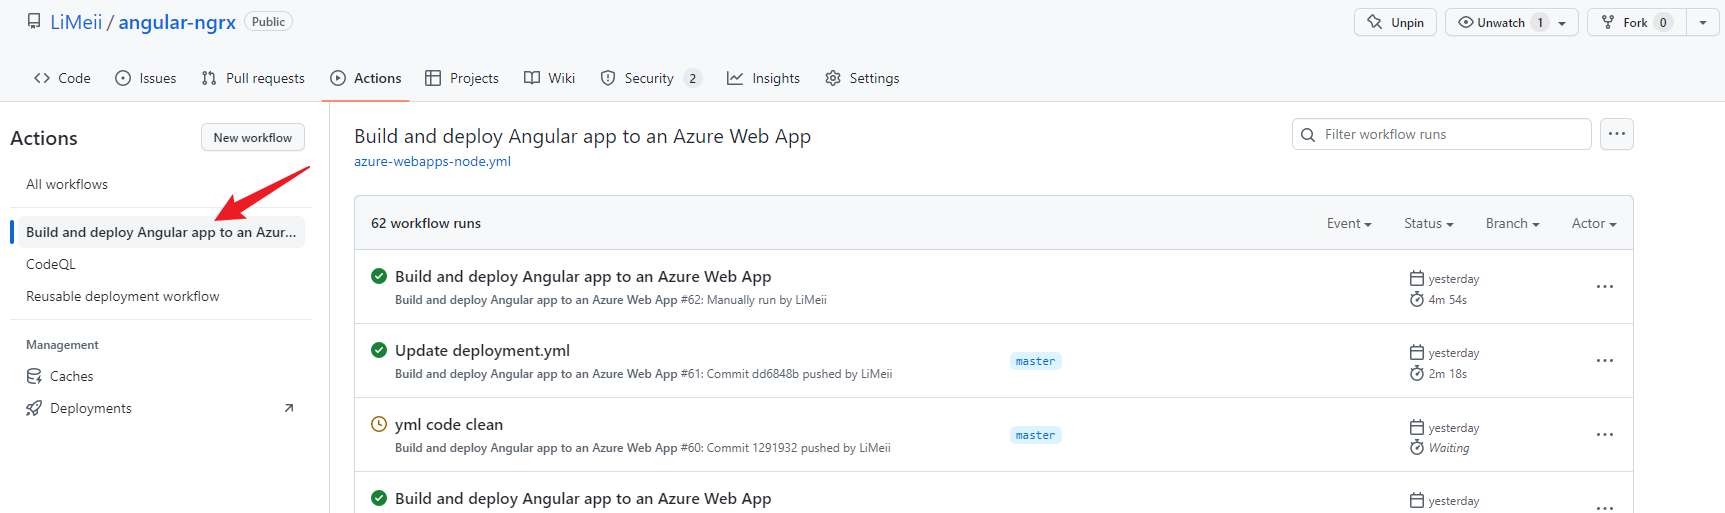 LiMeii / angular-ngrx Public
Unpin Unwatch 1 Fork 0
Code Issues Pull requests Actions Projects Wiki Security 2 Insights Settings
Actions New workflow
All workflows
Build and deploy Angular app to an Azur...
CodeQL
Reusable deployment workflow
Management
Caches
Deployments
Build and deploy Angular app to an Azure Web App
azure-webapps-node.yml
Filter workflow runs
62 workflow runs Event Status Branch Actor
Build and deploy Angular app to an Azure Web App yesterday
Build and deploy Angular app to an Azure Web App #62: Manually run by LiMeii 4m 54s
Update deployment.yml master yesterday
Build and deploy Angular app to an Azure Web App #61: Commit dd6848b pushed by LiMeii 2m 18s
yml code clean master yesterday
Build and deploy Angular app to an Azure Web App #60: Commit 1291932 pushed by LiMeii Waiting
Build and deploy Angular app to an Azure Web App yesterday